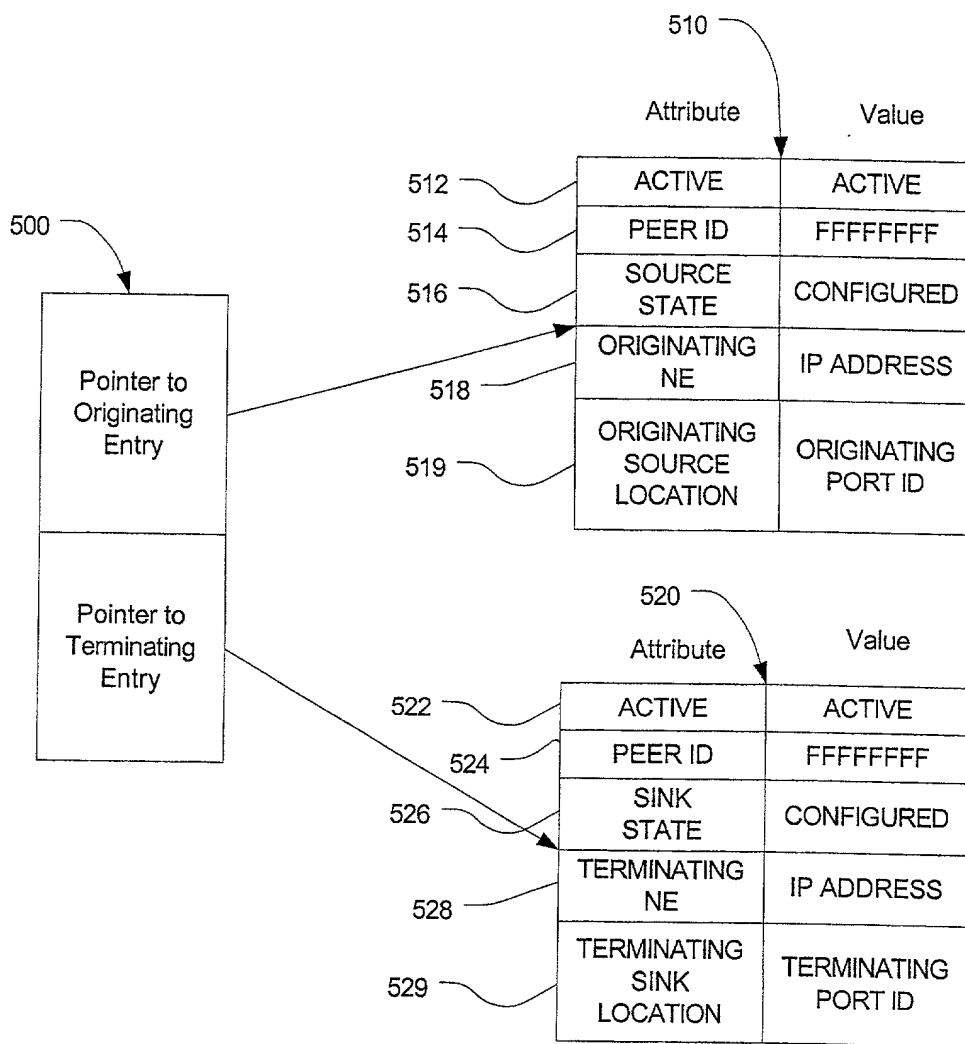 510
Attribute Value
512 ACTIVE ACTIVE
514 PEER ID FFFFFFFF
516 SOURCE
STATE CONFIGURED
518 ORIGINATING
NE IP ADDRESS
519 ORIGINATING
SOURCE
LOCATION ORIGINATING
PORT ID
500
Pointer to
Originating
Entry
Pointer to
Terminating
Entry
520
Attribute Value
522 ACTIVE ACTIVE
524 PEER ID FFFFFFFF
526 SINK
STATE CONFIGURED
528 TERMINATING
NE IP ADDRESS
529 TERMINATING
SINK
LOCATION TERMINATING
PORT ID